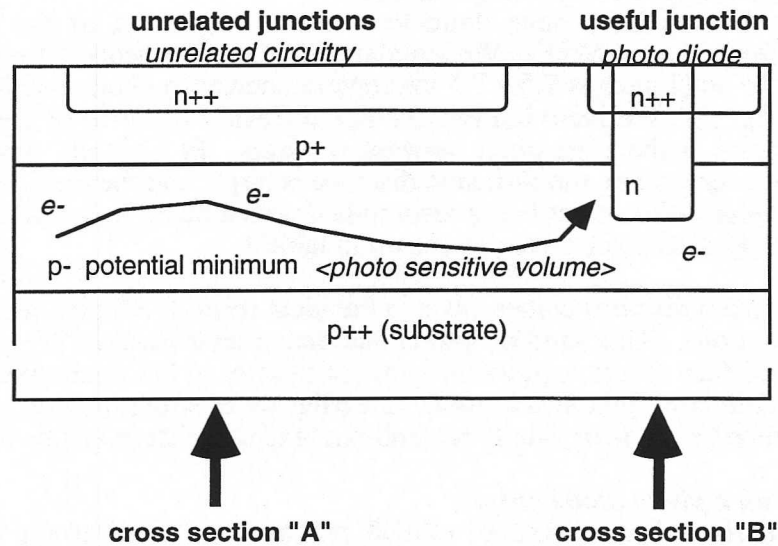 unrelated junctions useful junction
unrelated circuitry photo diode
n++ n++
p+
n
e- e-
e-
p- potential minimum <photo sensitive volume>
p++ (substrate)
cross section "A" cross section "B"